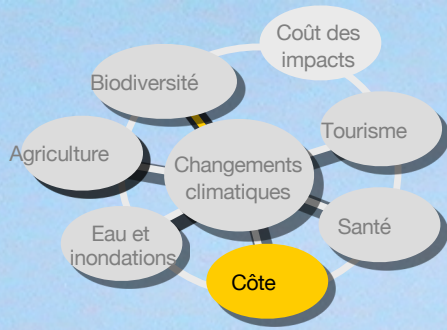 Coût des
impacts
Biodiversité
Tourisme
Agriculture
Changements
climatiques
Santé
Eau et
inondations
Côte